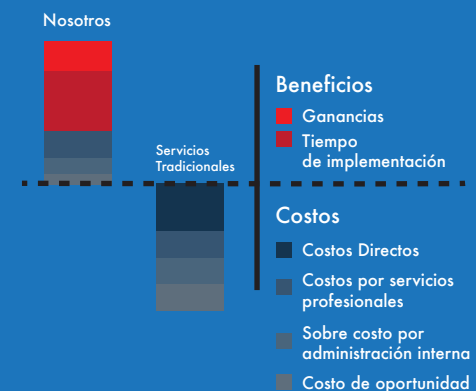 Nosotros
Servicios
Tradicionales
Beneficios
Ganancias
Tiempo
de implementación
Costos
Costos Directos
Costos por servicios
profesionales
Sobre costo por
administración interna
Costo de oportunidad